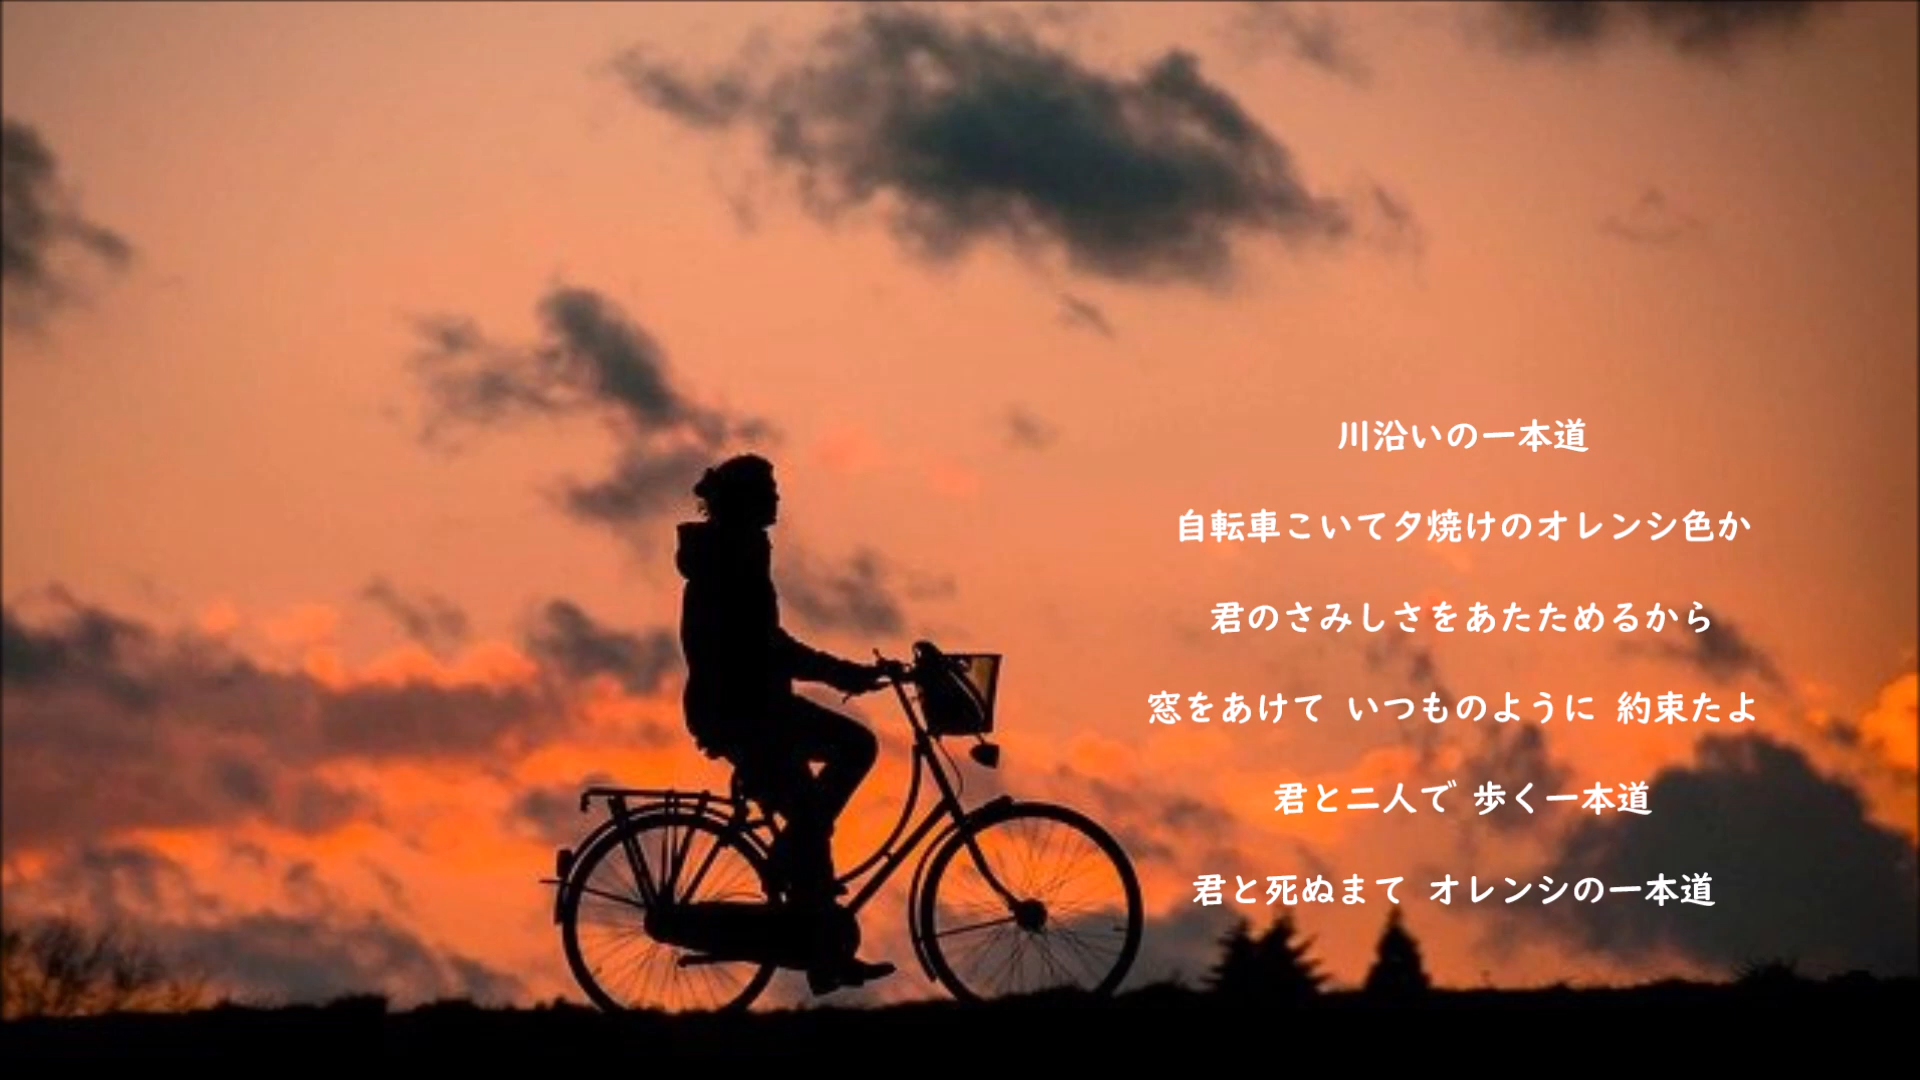 川沿いの一本道
自転車こいて夕焼けのオレンシ色か
君のさみしさをあたためるから
窓をあけて いつものように 約束たよ
君と二人で 歩く一本道
君と死ぬまて オレンシの一本道